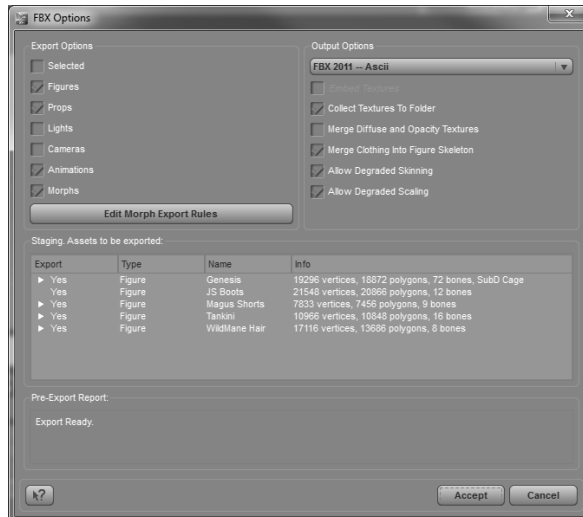 FBX Options
x
Export Options
Selected
Figures
Props
Lights
Cameras
Animations
Morphs
Edit Morph Export Rules
Output Options
FBX 2011 -- Ascii
Embed Textures
Collect Textures To Folder
Merge Diffuse and Opacity Textures
Merge Clothing Into Figure Skeleton
Allow Degraded Skinning
Allow Degraded Scaling
Staging. Assets to be exported:
Export Type Name Info
Yes Figure Genesis 19296 vertices, 18872 polygons, 72 bones, SubD Cage
Yes Figure JS Boots 21548 vertices, 20866 polygons, 12 bones
Yes Figure Magus Shorts 7833 vertices, 7456 polygons, 9 bones
Yes Figure Tankini 10966 vertices, 10848 polygons, 16 bones
Yes Figure WildMane Hair 17116 vertices, 13686 polygons, 8 bones
Pre-Export Report:
Export Ready.
?
Accept
Cancel